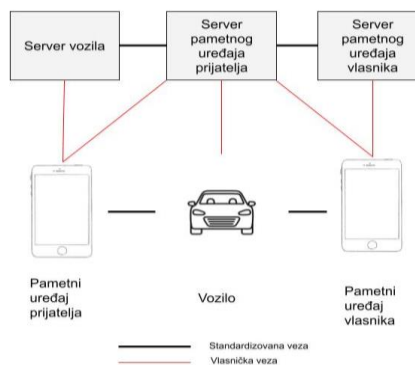 Server vozila
Server
pametnog
uređaja
prijatelja
Server
pametnog
uređaja
vlasnika
Pametni
uređaj
prijatelja
Vozilo
Pametni
uređaj
vlasnika
Standardizovana veza
Vlasnička veza